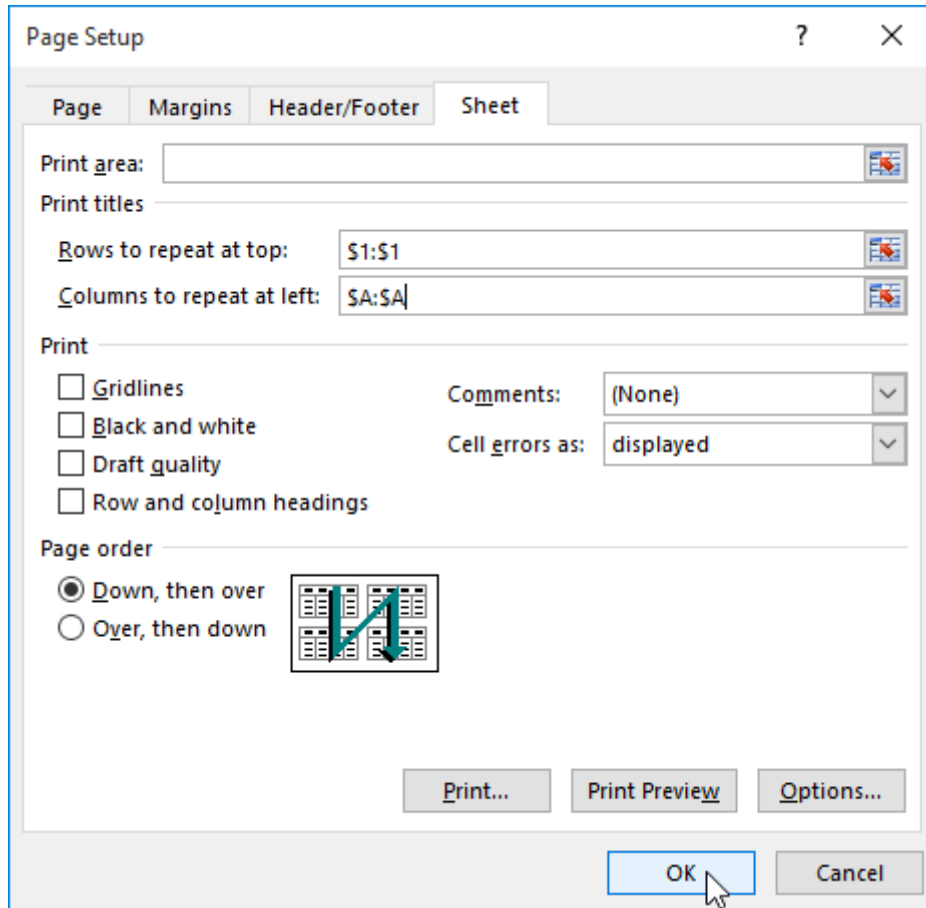 Page Setup ?
Page Margins Header/Footer Sheet
Print area:
Print titles
Rows to repeat at top: $1:$1
Columns to repeat at left: $A:$A
Print
Gridlines Comments: (None)
Black and white
Cell errors as: displayed
Draft quality
Row and column headings
Page order
Down, then over
Over, then down
Print... Print Preview Options...
OK Cancel